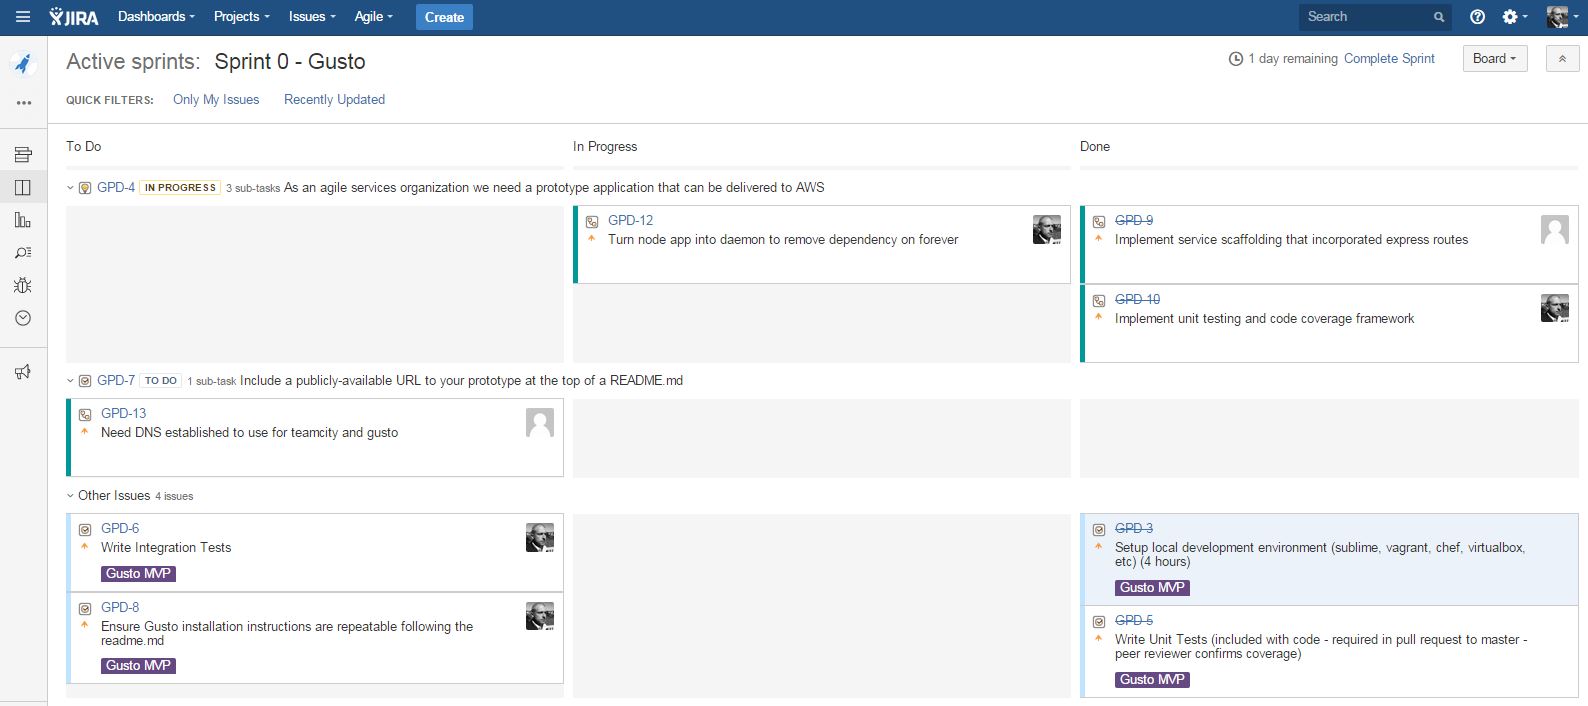 JIRA Dashboards Projects Issues Agile Create Search
Active sprints: Sprint 0 - Gusto
1 day remaining Complete Sprint Board
QUICK FILTERS: Only My Issues Recently Updated
To Do In Progress Done
GPD-4 IN PROGRESS 3 sub-tasks As an agile services organization we need a prototype application that can be delivered to AWS
GPD-12
Turn node app into daemon to remove dependency on forever
GPD-9
Implement service scaffolding that incorporated express routes
GPD-10
Implement unit testing and code coverage framework
GPD-7 TO DO 1 sub-task Include a publicly-available URL to your prototype at the top of a README.md
GPD-13
Need DNS established to use for teamcity and gusto
Other Issues 4 issues
GPD-6
Write Integration Tests
Gusto MVP
GPD-8
Ensure Gusto installation instructions are repeatable following the
readme.md
Gusto MVP
GPD-3
Setup local development environment (sublime, vagrant, chef, virtualbox,
etc) (4 hours)
Gusto MVP
GPD-5
Write Unit Tests (included with code - required in pull request to master -
peer reviewer confirms coverage)
Gusto MVP